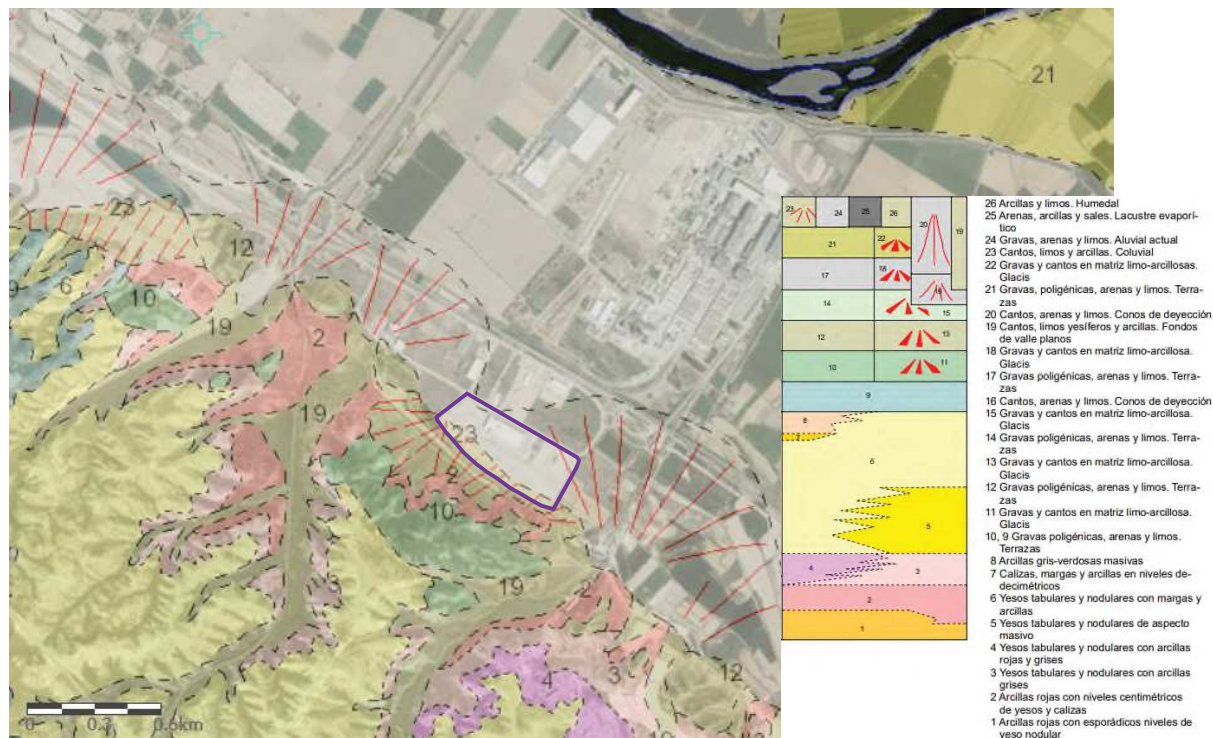 21
23
12
9
6
10
19
2
19
23
2
10
19
2
3
3
4
12
0 0.3 0.6km
23
24
25
26
20
19
21
22
17
18
16
14
15
12
13
10
11
9
8
6
5
4
3
2
1
26 Arcillas y limos. Humedal
25 Arenas, arcillas y sales. Lacustre evaporí-
tico
24 Gravas, arenas y limos. Aluvial actual
23 Cantos, limos y arcillas. Coluvial
22 Gravas y cantos en matriz limo-arcillosas.
Glacis
21 Gravas, poligénicas, arenas y limos. Terra-
zas
20 Cantos, arenas y limos. Conos de deyección
19 Cantos, limos yesíferos y arcillas. Fondos
de valle planos
18 Gravas y cantos en matriz limo-arcillosa.
Glacis
17 Gravas poligénicas, arenas y limos. Terra-
zas
16 Cantos, arenas y limos. Conos de deyección
15 Gravas y cantos en matriz limo-arcillosa.
Glacis
14 Gravas poligénicas, arenas y limos. Terra-
zas
13 Gravas y cantos en matriz limo-arcillosa.
Glacis
12 Gravas poligénicas, arenas y limos. Terra-
zas
11 Gravas y cantos en matriz limo-arcillosa.
Glacis
10, 9 Gravas poligénicas, arenas y limos.
Terrazas
8 Arcillas gris-verdosas masivas
7 Calizas, margas y arcillas en niveles de-
decimétricos
6 Yesos tabulares y nodulares con margas y
arcillas
5 Yesos tabulares y nodulares de aspecto
masivo
4 Yesos tabulares y nodulares con arcillas
rojas y grises
3 Yesos tabulares y nodulares con arcillas
grises
2 Arcillas rojas con niveles centimétricos
de yesos y calizas
1 Arcillas rojas con esporádicos niveles de
yeso nodular